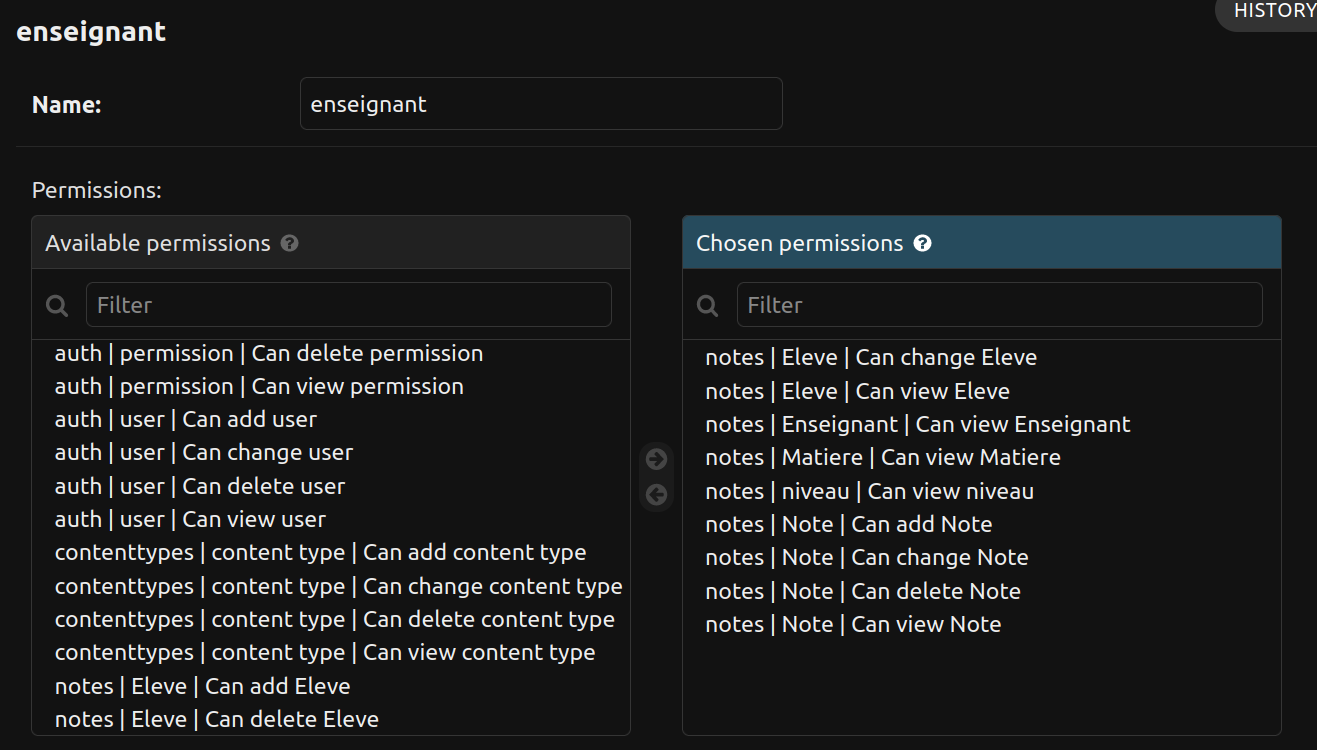 HISTORY
enseignant
Name:
enseignant
Permissions:
Available permissions ?
Filter
auth | permission | Can delete permission
auth | permission | Can view permission
auth | user | Can add user
auth | user | Can change user
auth | user | Can delete user
auth | user | Can view user
contenttypes | content type | Can add content type
contenttypes | content type | Can change content type
contenttypes | content type | Can delete content type
contenttypes | content type | Can view content type
notes | Eleve | Can add Eleve
notes | Eleve | Can delete Eleve
Chosen permissions ?
Filter
notes | Eleve | Can change Eleve
notes | Eleve | Can view Eleve
notes | Enseignant | Can view Enseignant
notes | Matiere | Can view Matiere
notes | niveau | Can view niveau
notes | Note | Can add Note
notes | Note | Can change Note
notes | Note | Can delete Note
notes | Note | Can view Note